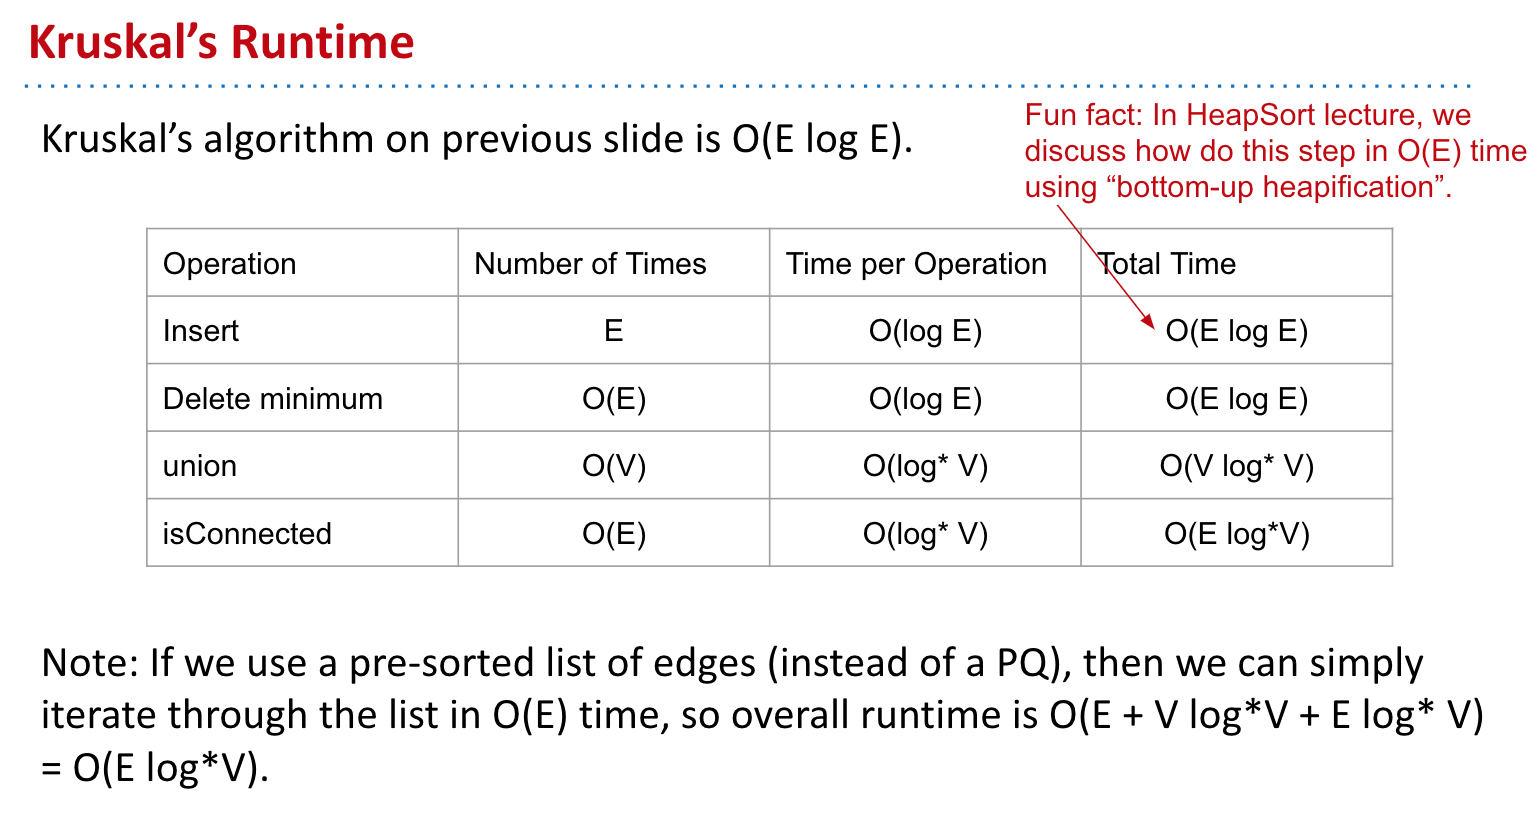 Kruskal's Runtime
Kruskal's algorithm on previous slide is O(E log E).
Fun fact: In HeapSort lecture, we
discuss how do this step in O(E) time
using “bottom-up heapification”.
Operation Number of Times Time per Operation Total Time
Insert E O(log E) O(E log E)
Delete minimum O(E) O(log E) O(E log E)
union O(V) O(log* V) O(V log* V)
isConnected O(E) O(log* V) O(E log*V)
Note: If we use a pre-sorted list of edges (instead of a PQ), then we can simply
iterate through the list in O(E) time, so overall runtime is O(E + V log*V + E log* V)
= O(E log*V).